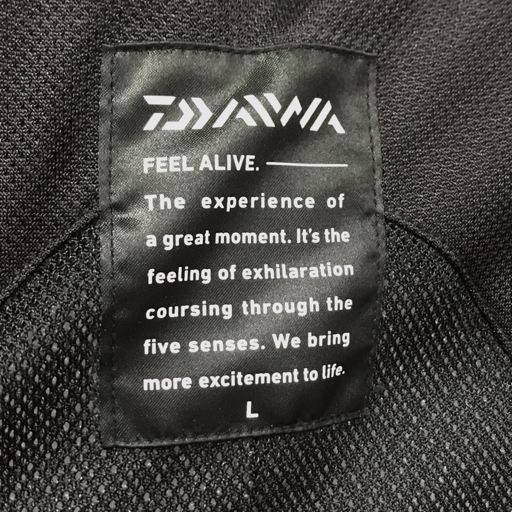 DAIWA
FEEL ALIVE.
The experience of
a great moment. It's the
feeling of exhilaration
coursing through the
five senses. We bring
more excitement to life.
L